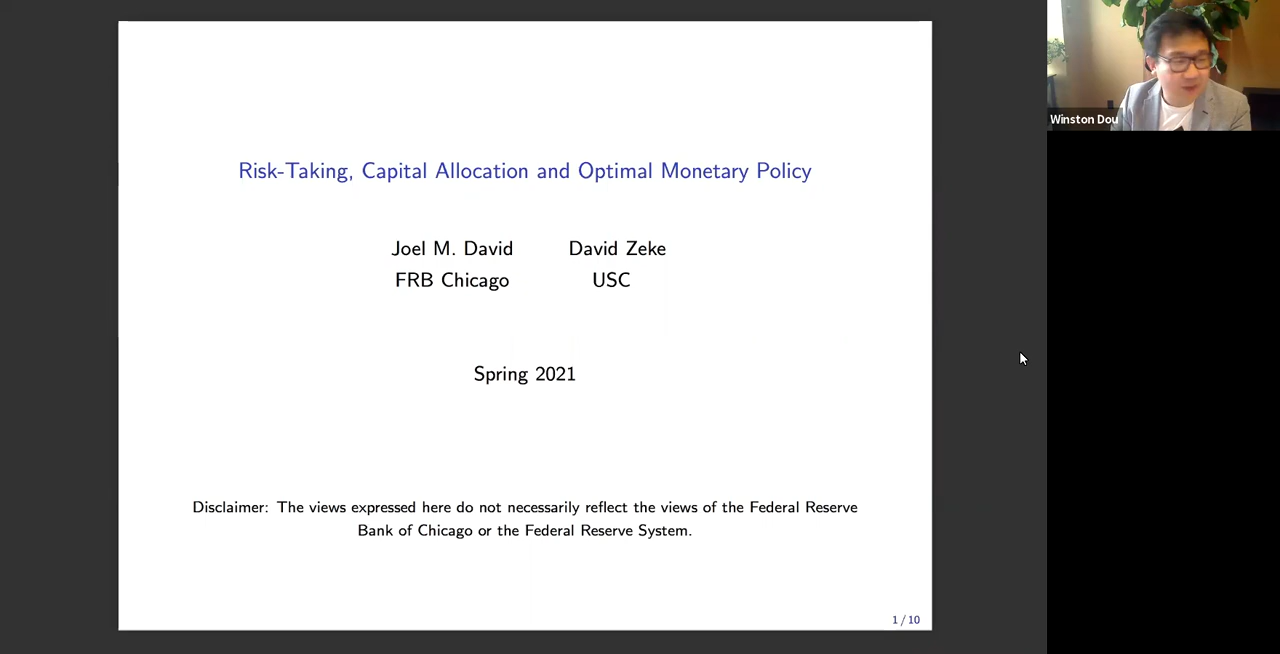 Risk-Taking, Capital Allocation and Optimal Monetary Policy
Joel M. David David Zeke
FRB Chicago USC
Spring 2021
Disclaimer: The views expressed here do not necessarily reflect the views of the Federal Reserve
Bank of Chicago or the Federal Reserve System.
1 / 10
Winston Dou